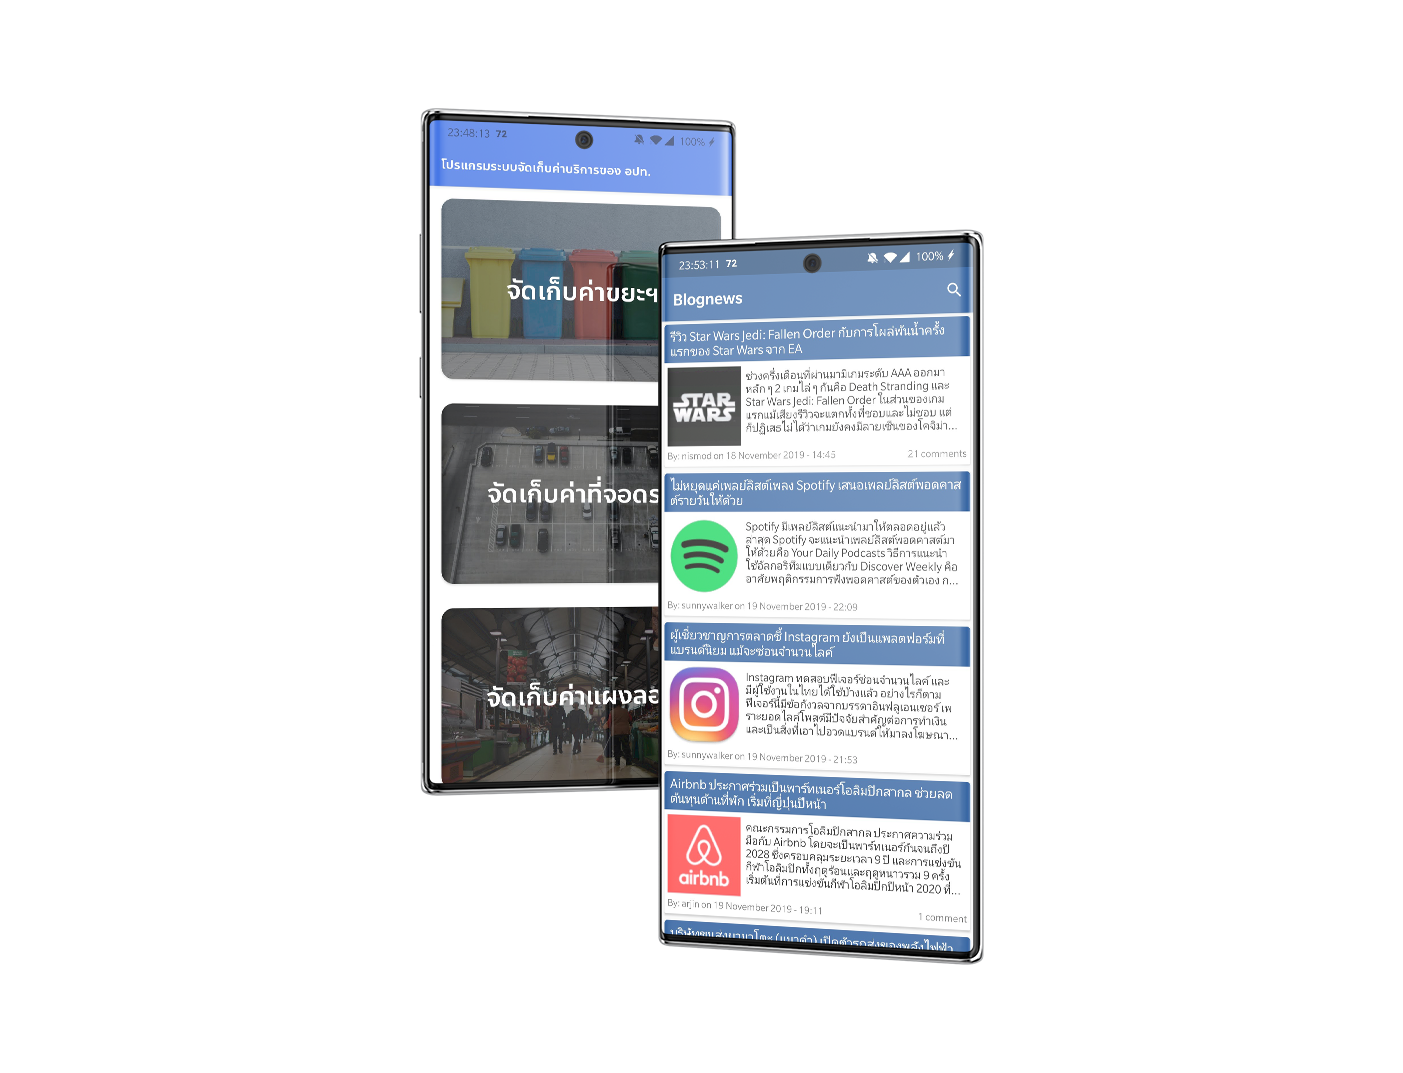 23:48:13 72
100%
โปรแกรมระบบจัดเก็บค่าบริการของ อปท.
จัดเก็บค่าขยะฯ
จัดเก็บค่าที่จอดร
จัดเก็บค่าแผงลอ
23:53:11 72
100%
Blognews
รีวิว Star Wars Jedi: Fallen Order กับการโผล่พ้นน้ำครั้ง
แรกของ Star Wars จาก EA
STAR
WARS
ช่วงครึ่งเดือนที่ผ่านมามีเกมระดับ AAA ออกมา
หลัก ๆ 2 เกมไล่ ๆ กันคือ Death Stranding และ
Star Wars Jedi: Fallen Order ในส่วนของเกม
แรกแม้เสียงรีวิวจะแตกทั้งที่ชอบและไม่ชอบ แต่
ก็ปฏิเสธไม่ได้ว่าเกมยังคงมีลายเซ็นของโคจิม่า...
By: nismod on 18 November 2019 - 14:45
21 comments
ไม่หยุดแค่เพลย์ลิสต์เพลง Spotify เสนอเพลย์ลิสต์พอดคาส
ต์รายวันให้ด้วย
Spotify มีเพลย์ลิสต์แนะนำมาให้ตลอดอยู่แล้ว
ล่าสุด Spotify จะแนะนำเพลย์ลิสต์พอดคาสต์มา
ให้ด้วยคือ Your Daily Podcasts วิธีการแนะนำ
ใช้อัลกอริทึมแบบเดียวกับ Discover Weekly คือ
อาศัยพฤติกรรมการฟังพอดคาสต์ของตัวเอง ก...
By: sunnywalker on 19 November 2019 - 22:09
ผู้เชี่ยวชาญการตลาดชี้ Instagram ยังเป็นแพลตฟอร์มที่
แบรนด์นิยม แม้จะซ่อนจำนวนไลค์
Instagram ทดสอบฟีเจอร์ซ่อนจำนวนไลค์ และ
มีผู้ใช้งานในไทยได้ใช้บ้างแล้ว อย่างไรก็ตาม
ฟีเจอร์นี้มีข้อกังวลจากบรรดาอินฟลูเอนเซอร์ เพ
ราะยอดไลค์โพสต์มีปัจจัยสำคัญต่อการทำเงิน
และเป็นสิ่งที่เอาไปอวดแบรนด์ให้มาลงโฆษณา...
By: sunnywalker on 19 November 2019 - 21:53
Airbnb ประกาศร่วมเป็นพาร์ทเนอร์โอลิมปิกสากล ช่วยลด
ต้นทุนด้านที่พัก เริ่มที่ญี่ปุ่นปีหน้า
airbnb
คณะกรรมการโอลิมปิกสากล ประกาศความร่วม
มือกับ Airbnb โดยจะเป็นพาร์ทเนอร์กันจนถึงปี
2028 ซึ่งครอบคลุมระยะเวลา 9 ปี และการแข่งขัน
กีฬาโอลิมปิกทั้งฤดูร้อนและฤดูหนาวรวม 9 ครั้ง
เริ่มต้นที่การแข่งขันกีฬาโอลิมปิกปีหน้า 2020 ที่...
By: arjin on 19 November 2019 - 19:11
1 comment
บริษัทขนส่งยามาโตะ (แมวดำ) เปิดตัวรถส่งของพลังไฟฟ้า